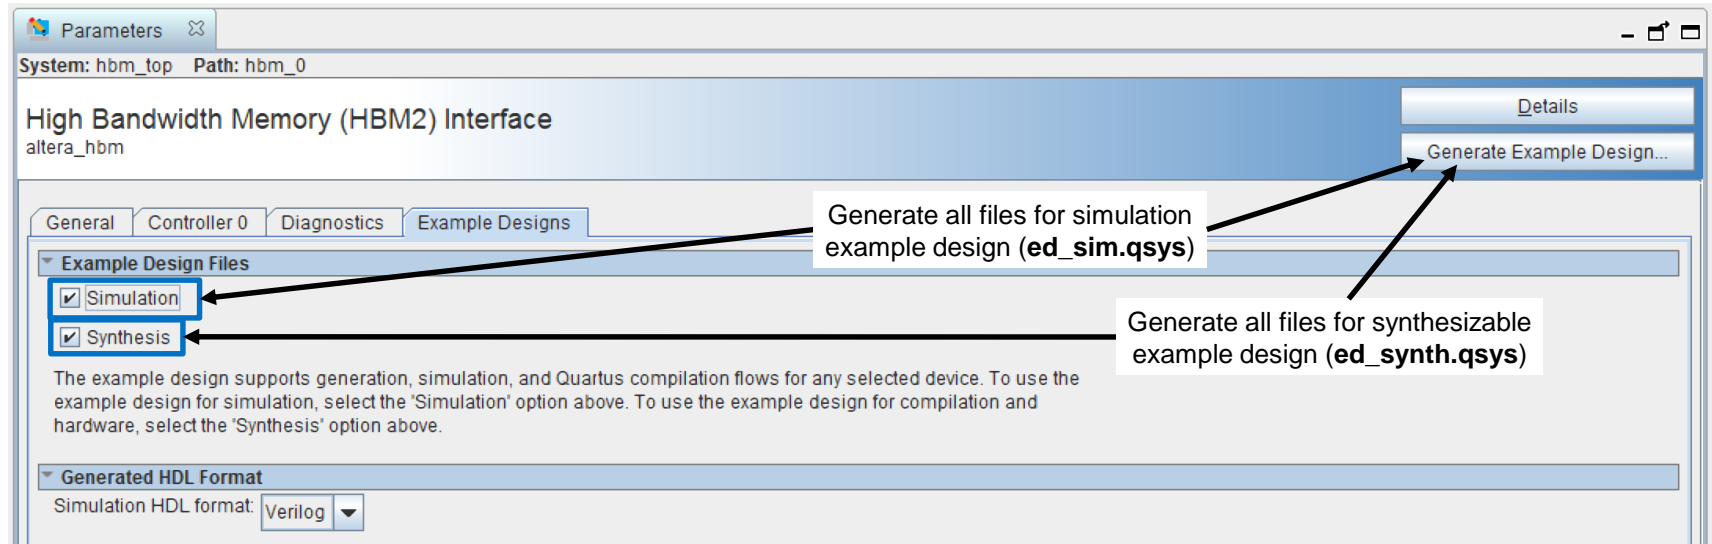 Parameters
System: hbm_top Path: hbm_0
High Bandwidth Memory (HBM2) Interface
altera_hbm
Details
Generate Example Design...
General Controller 0 Diagnostics Example Designs
Generate all files for simulation
example design (ed_sim.qsys)
Example Design Files
Simulation
Synthesis
Generate all files for synthesizable
example design (ed_synth.qsys)
The example design supports generation, simulation, and Quartus compilation flows for any selected device. To use the
example design for simulation, select the 'Simulation' option above. To use the example design for compilation and
hardware, select the 'Synthesis' option above.
Generated HDL Format
Simulation HDL format: Verilog